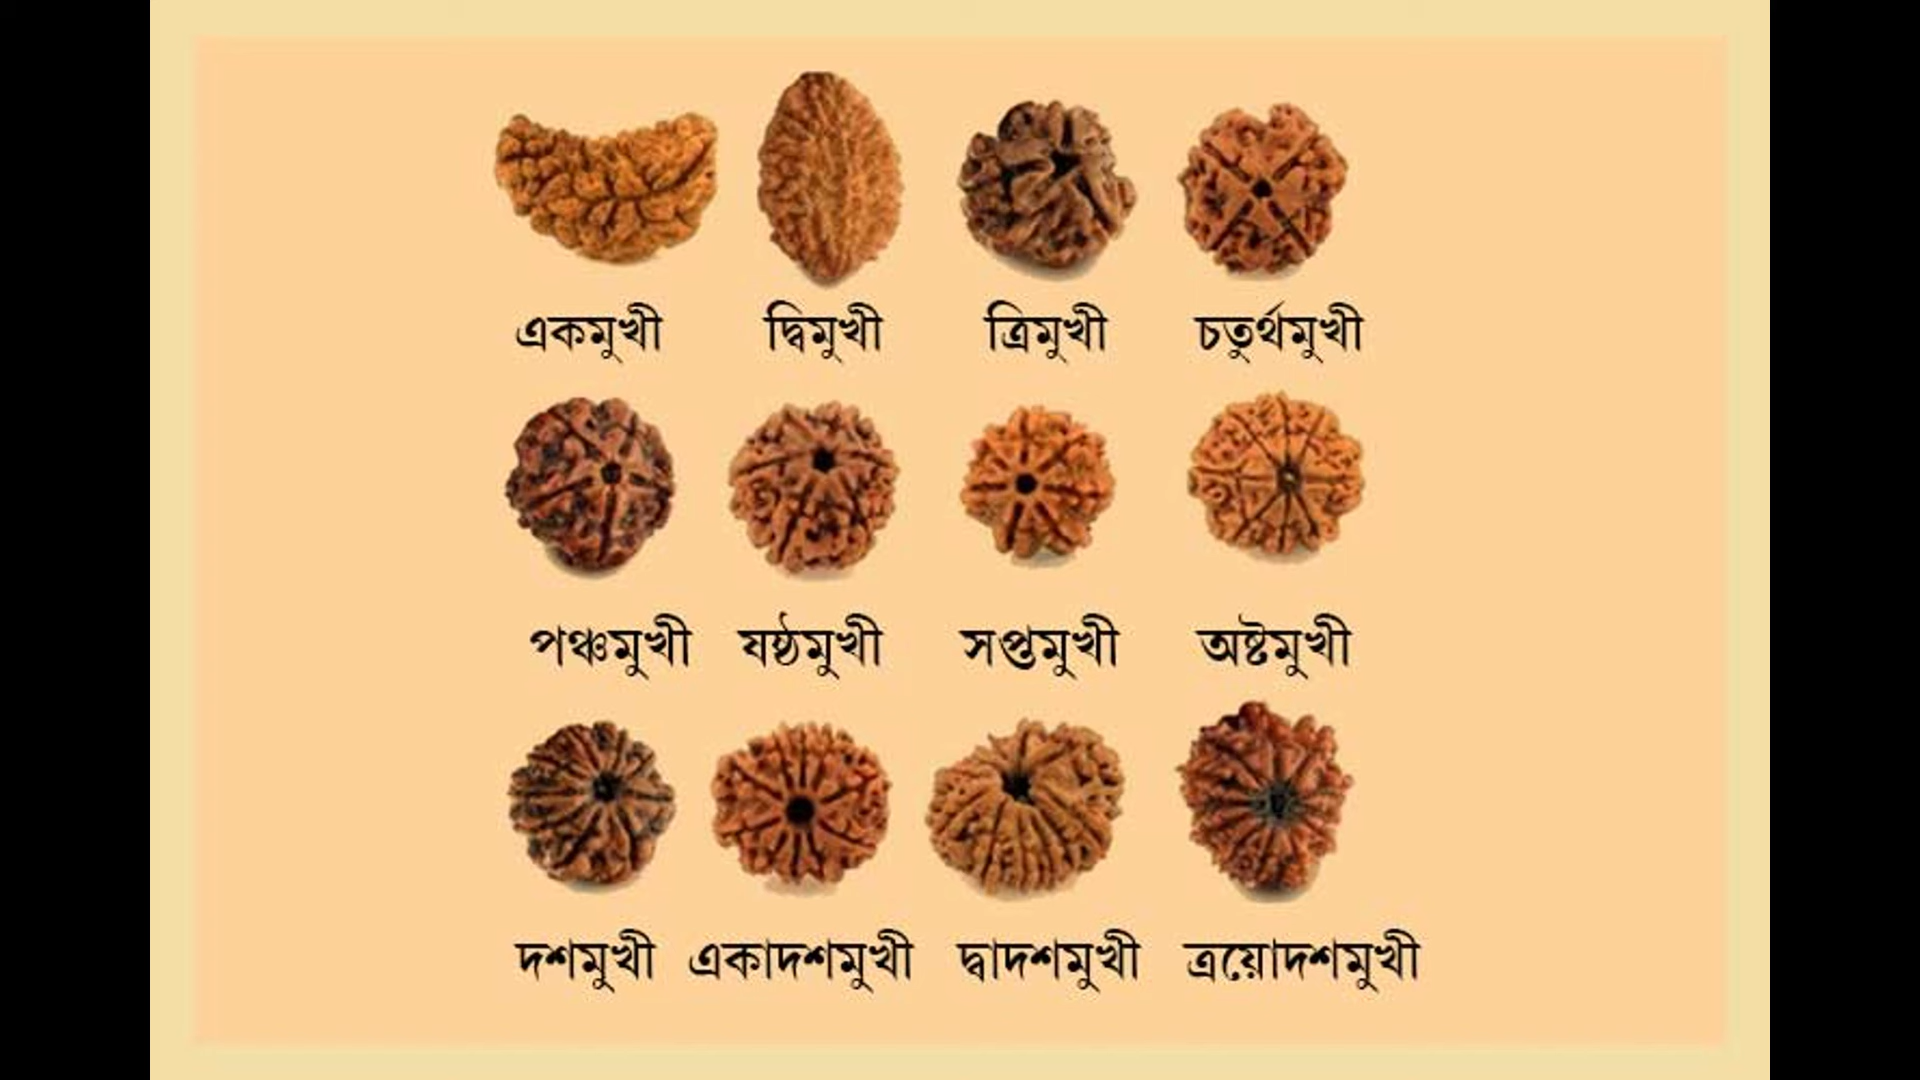 একমুখী দ্বিমুখী ত্রিমুখী চতুর্থমুখী
পঞ্চমুখী ষষ্ঠমুখী সপ্তমুখী অষ্টমুখী
দশমুখী একাদশমুখী দ্বাদশমুখী ত্রয়োদশমুখী